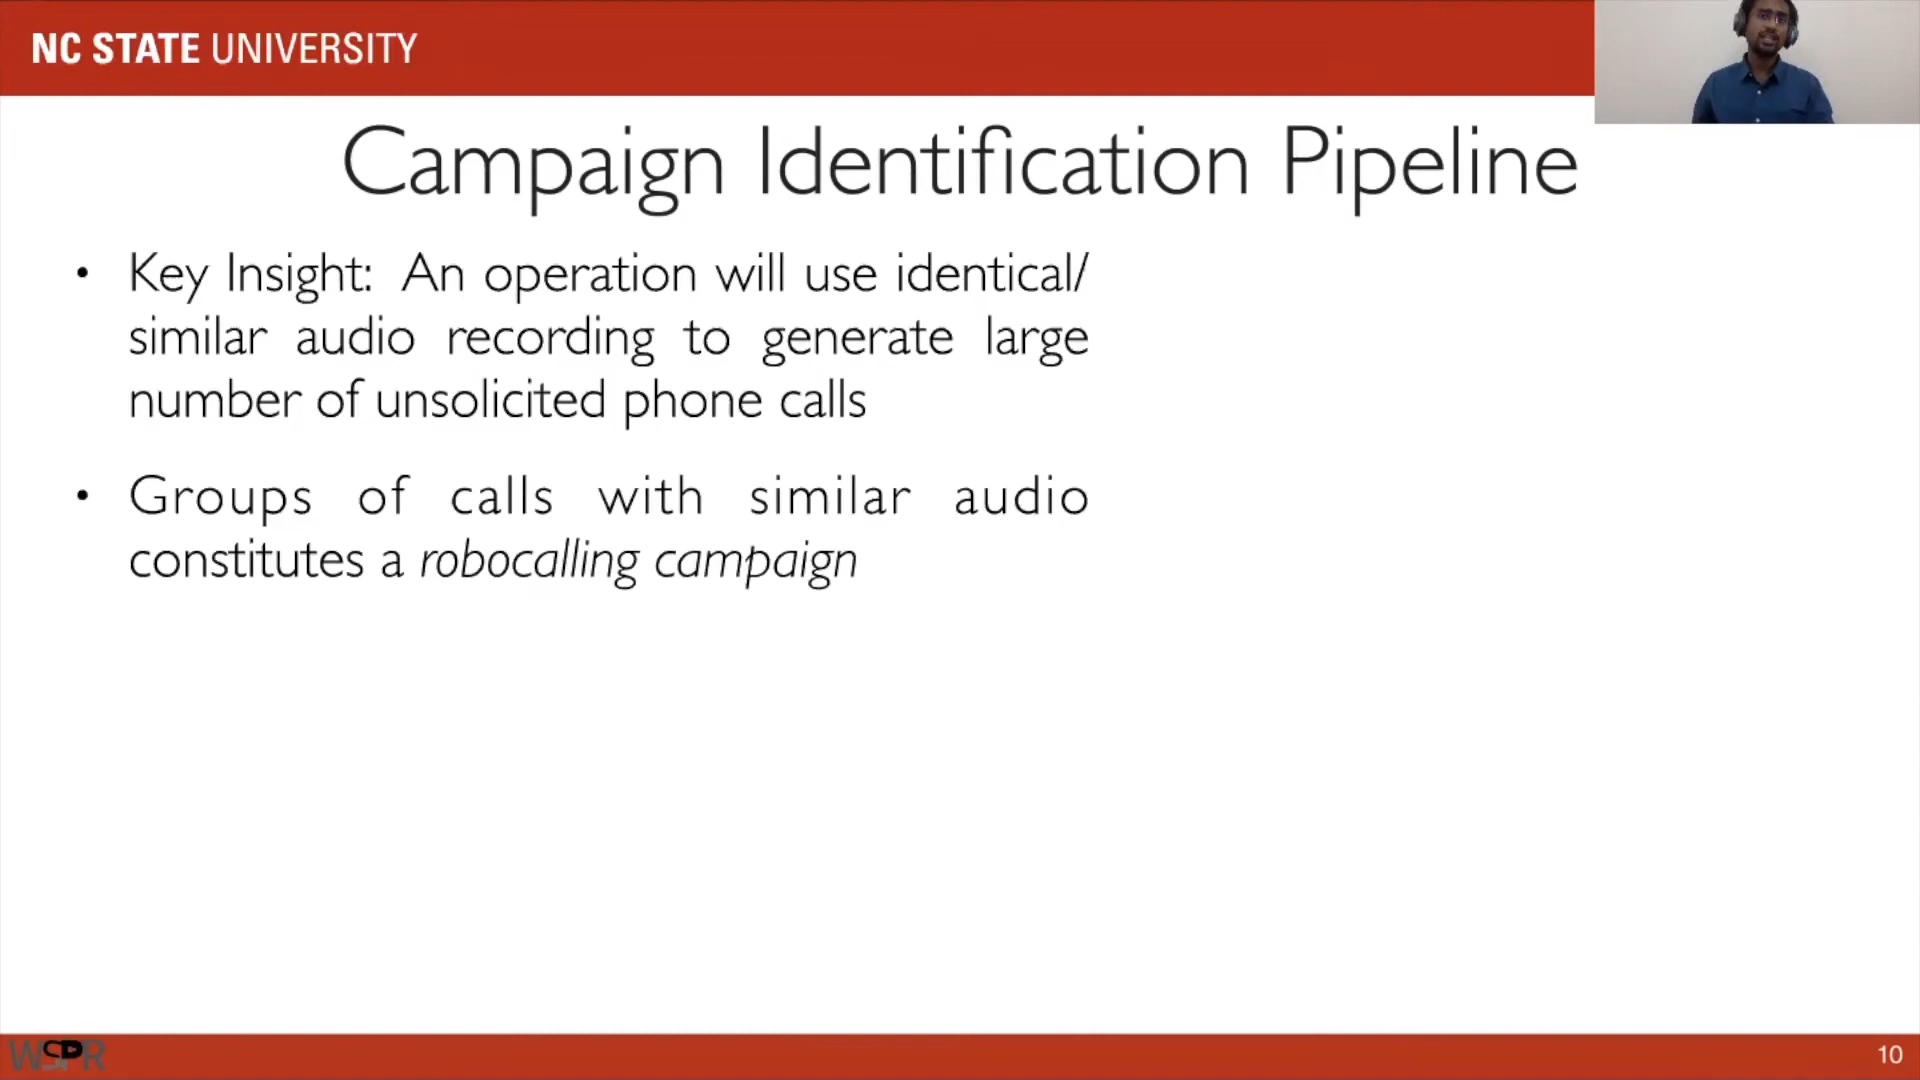 NC STATE UNIVERSITY
Campaign Identification Pipeline
• Key Insight: An operation will use identical/
similar audio recording to generate large
number of unsolicited phone calls
• Groups of calls with similar audio
constitutes a robocalling campaign
WSPR
10